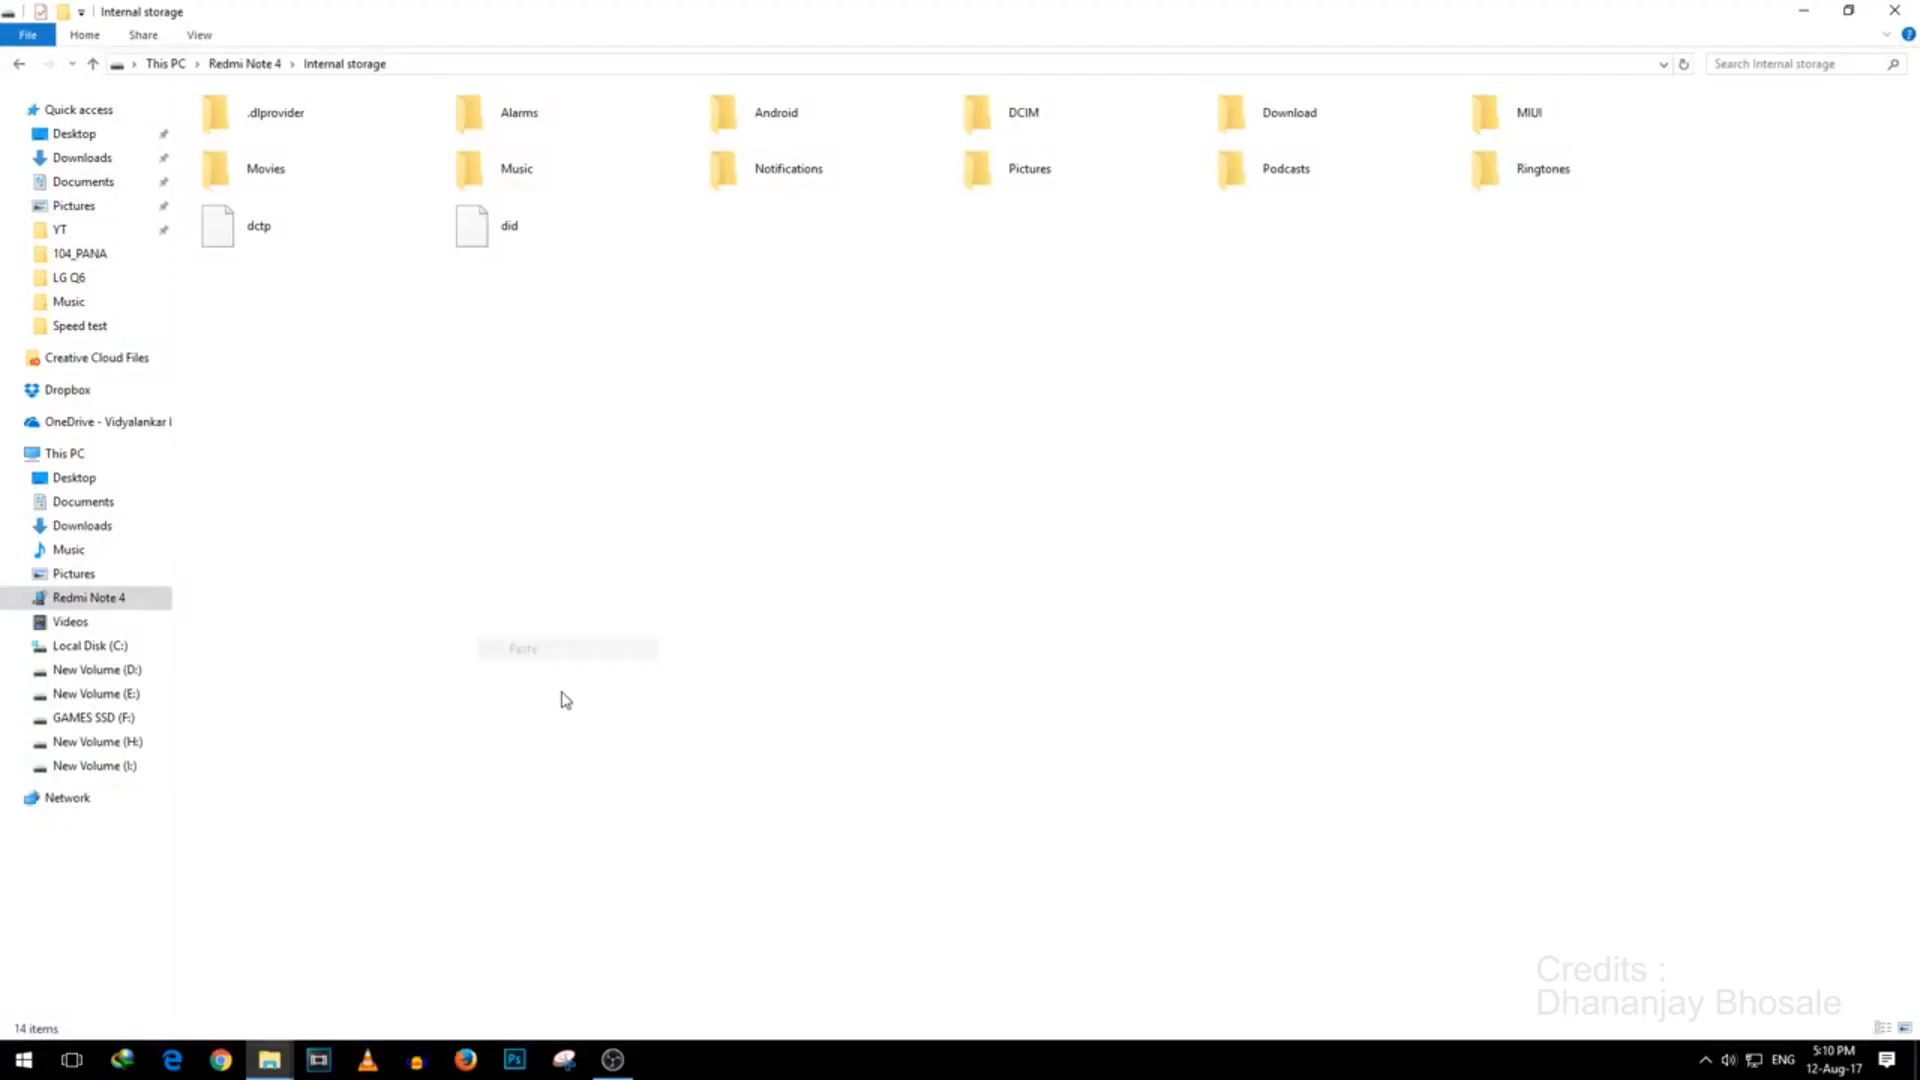 Internal storage
File Home Share View
This PC Redmi Note 4 Internal storage
Search Internal storage
Quick access
Desktop
Downloads
Documents
Pictures
YT
104_PANA
LG Q6
Music
Speed test
Creative Cloud Files
Dropbox
OneDrive - Vidyalankar I
This PC
Desktop
Documents
Downloads
Music
Pictures
Redmi Note 4
Videos
Local Disk (C:)
New Volume (D:)
New Volume (E:)
GAMES SSD (F:)
New Volume (H:)
New Volume (I:)
Network
.dlprovider Alarms Android DCIM Download MIUI
Movies Music Notifications Pictures Podcasts Ringtones
dctp did
Paste
Credits :
Dhananjay Bhosale
14 items
Ps
ENG
5:10 PM
12-Aug-17